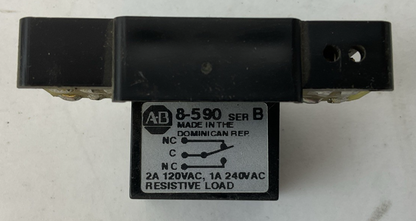 AB 8-590 SER B
MADE IN THE
DOMINICAN REP.
NC
C
NC
2A 120VAC, 1A 240VAC
RESISTIVE LOAD